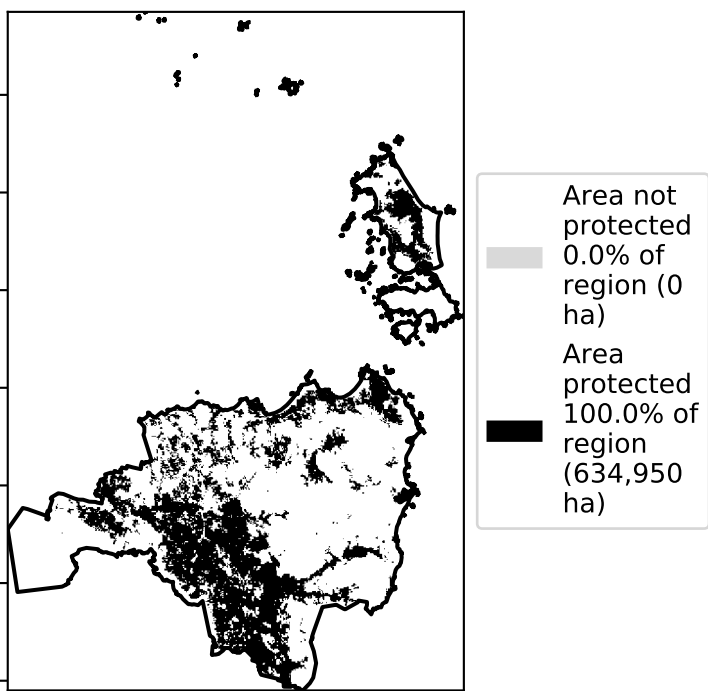 Area not
protected
0.0% of
region (0
ha)
Area
protected
100.0% of
region
(634,950
ha)